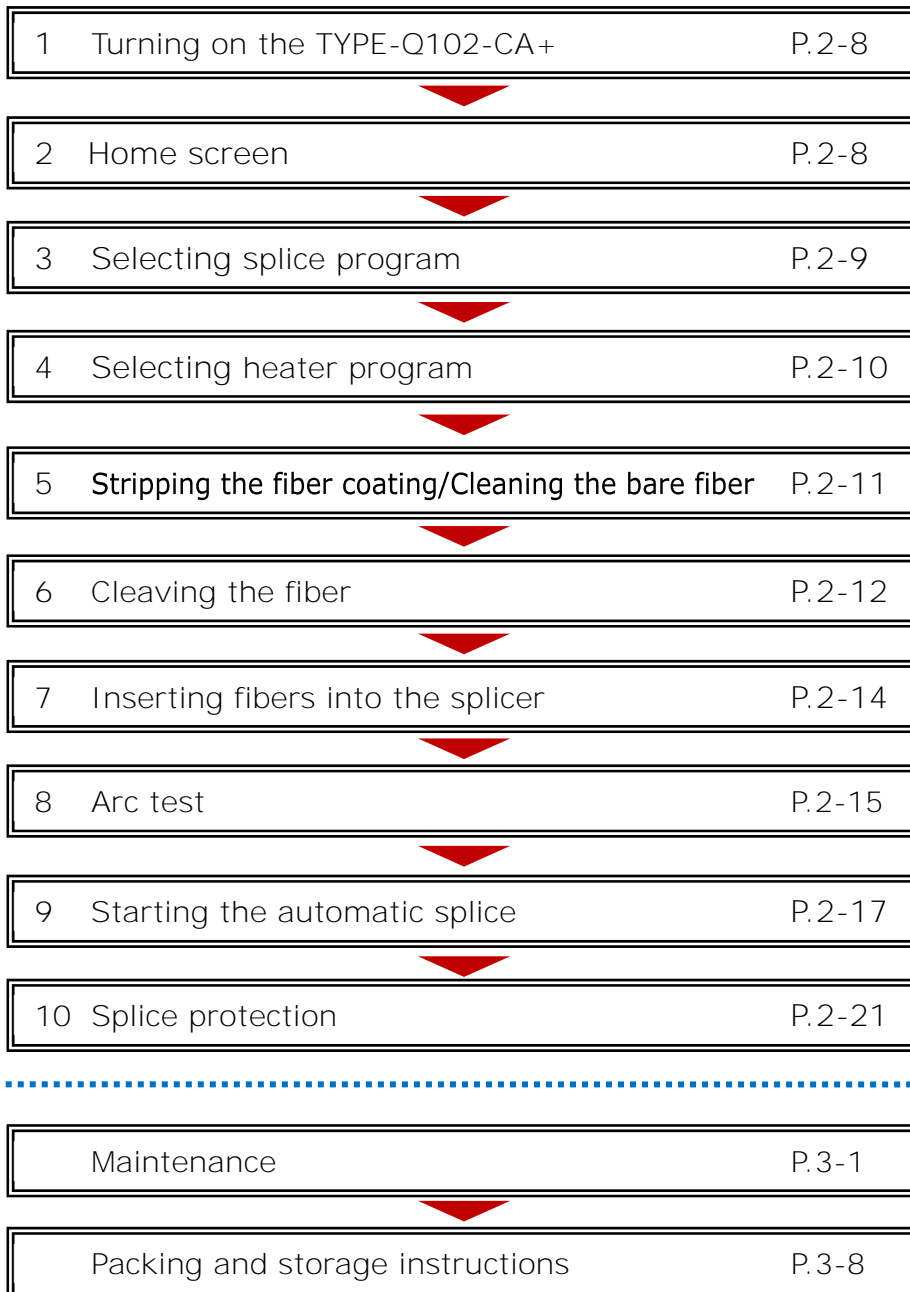 1 Turning on the TYPE-Q102-CA+ P.2-8
2 Home screen P.2-8
3 Selecting splice program P.2-9
4 Selecting heater program P.2-10
5 Stripping the fiber coating/Cleaning the bare fiber P.2-11
6 Cleaving the fiber P.2-12
7 Inserting fibers into the splicer P.2-14
8 Arc test P.2-15
9 Starting the automatic splice P.2-17
10 Splice protection P.2-21
Maintenance P.3-1
Packing and storage instructions P.3-8